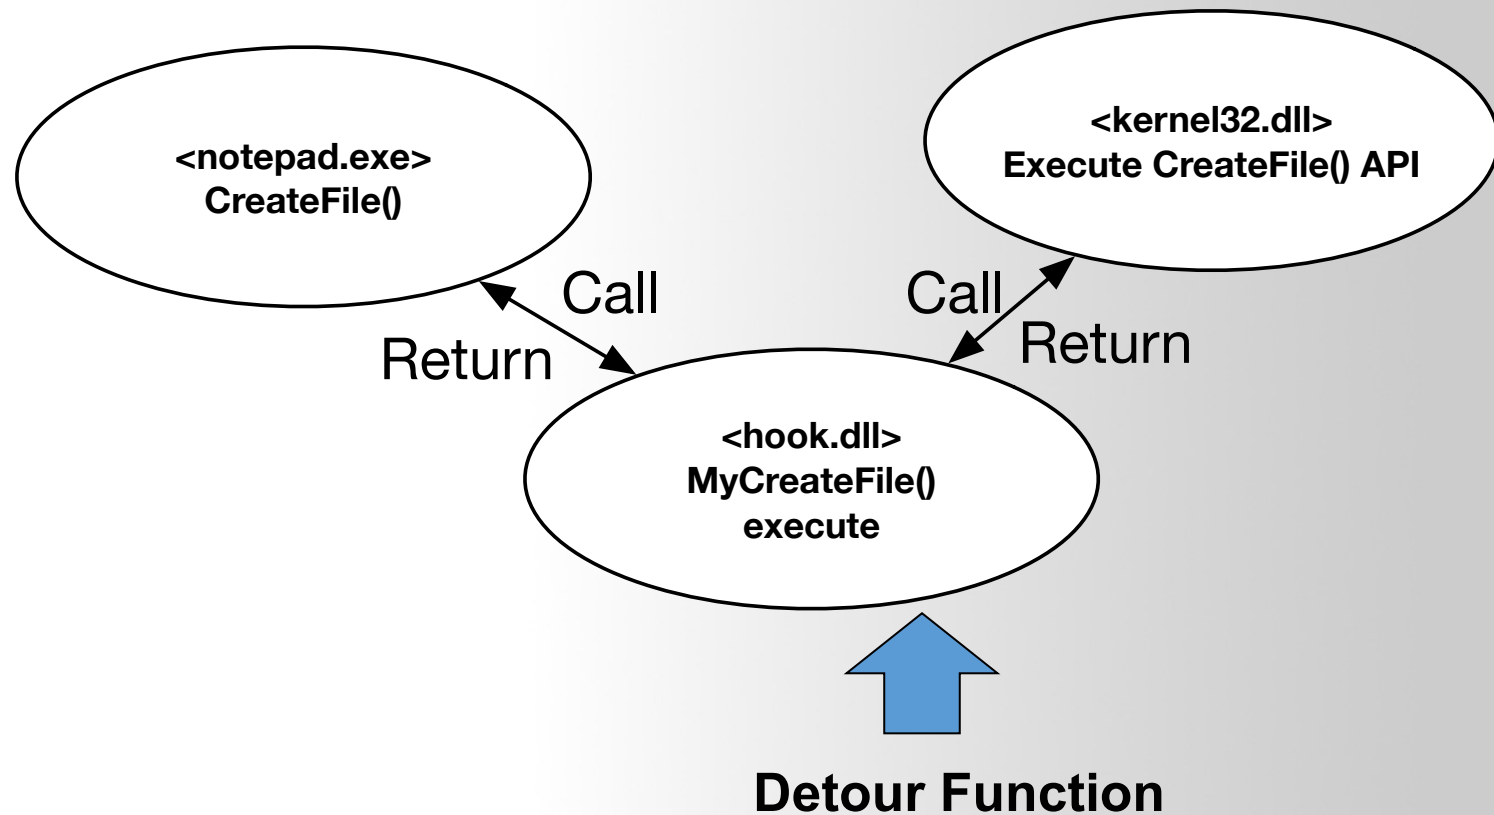 <notepad.exe>
CreateFile()
<kernel32.dll>
Execute CreateFile() API
Call
Return
Call
Return
<hook.dll>
MyCreateFile()
execute
Detour Function